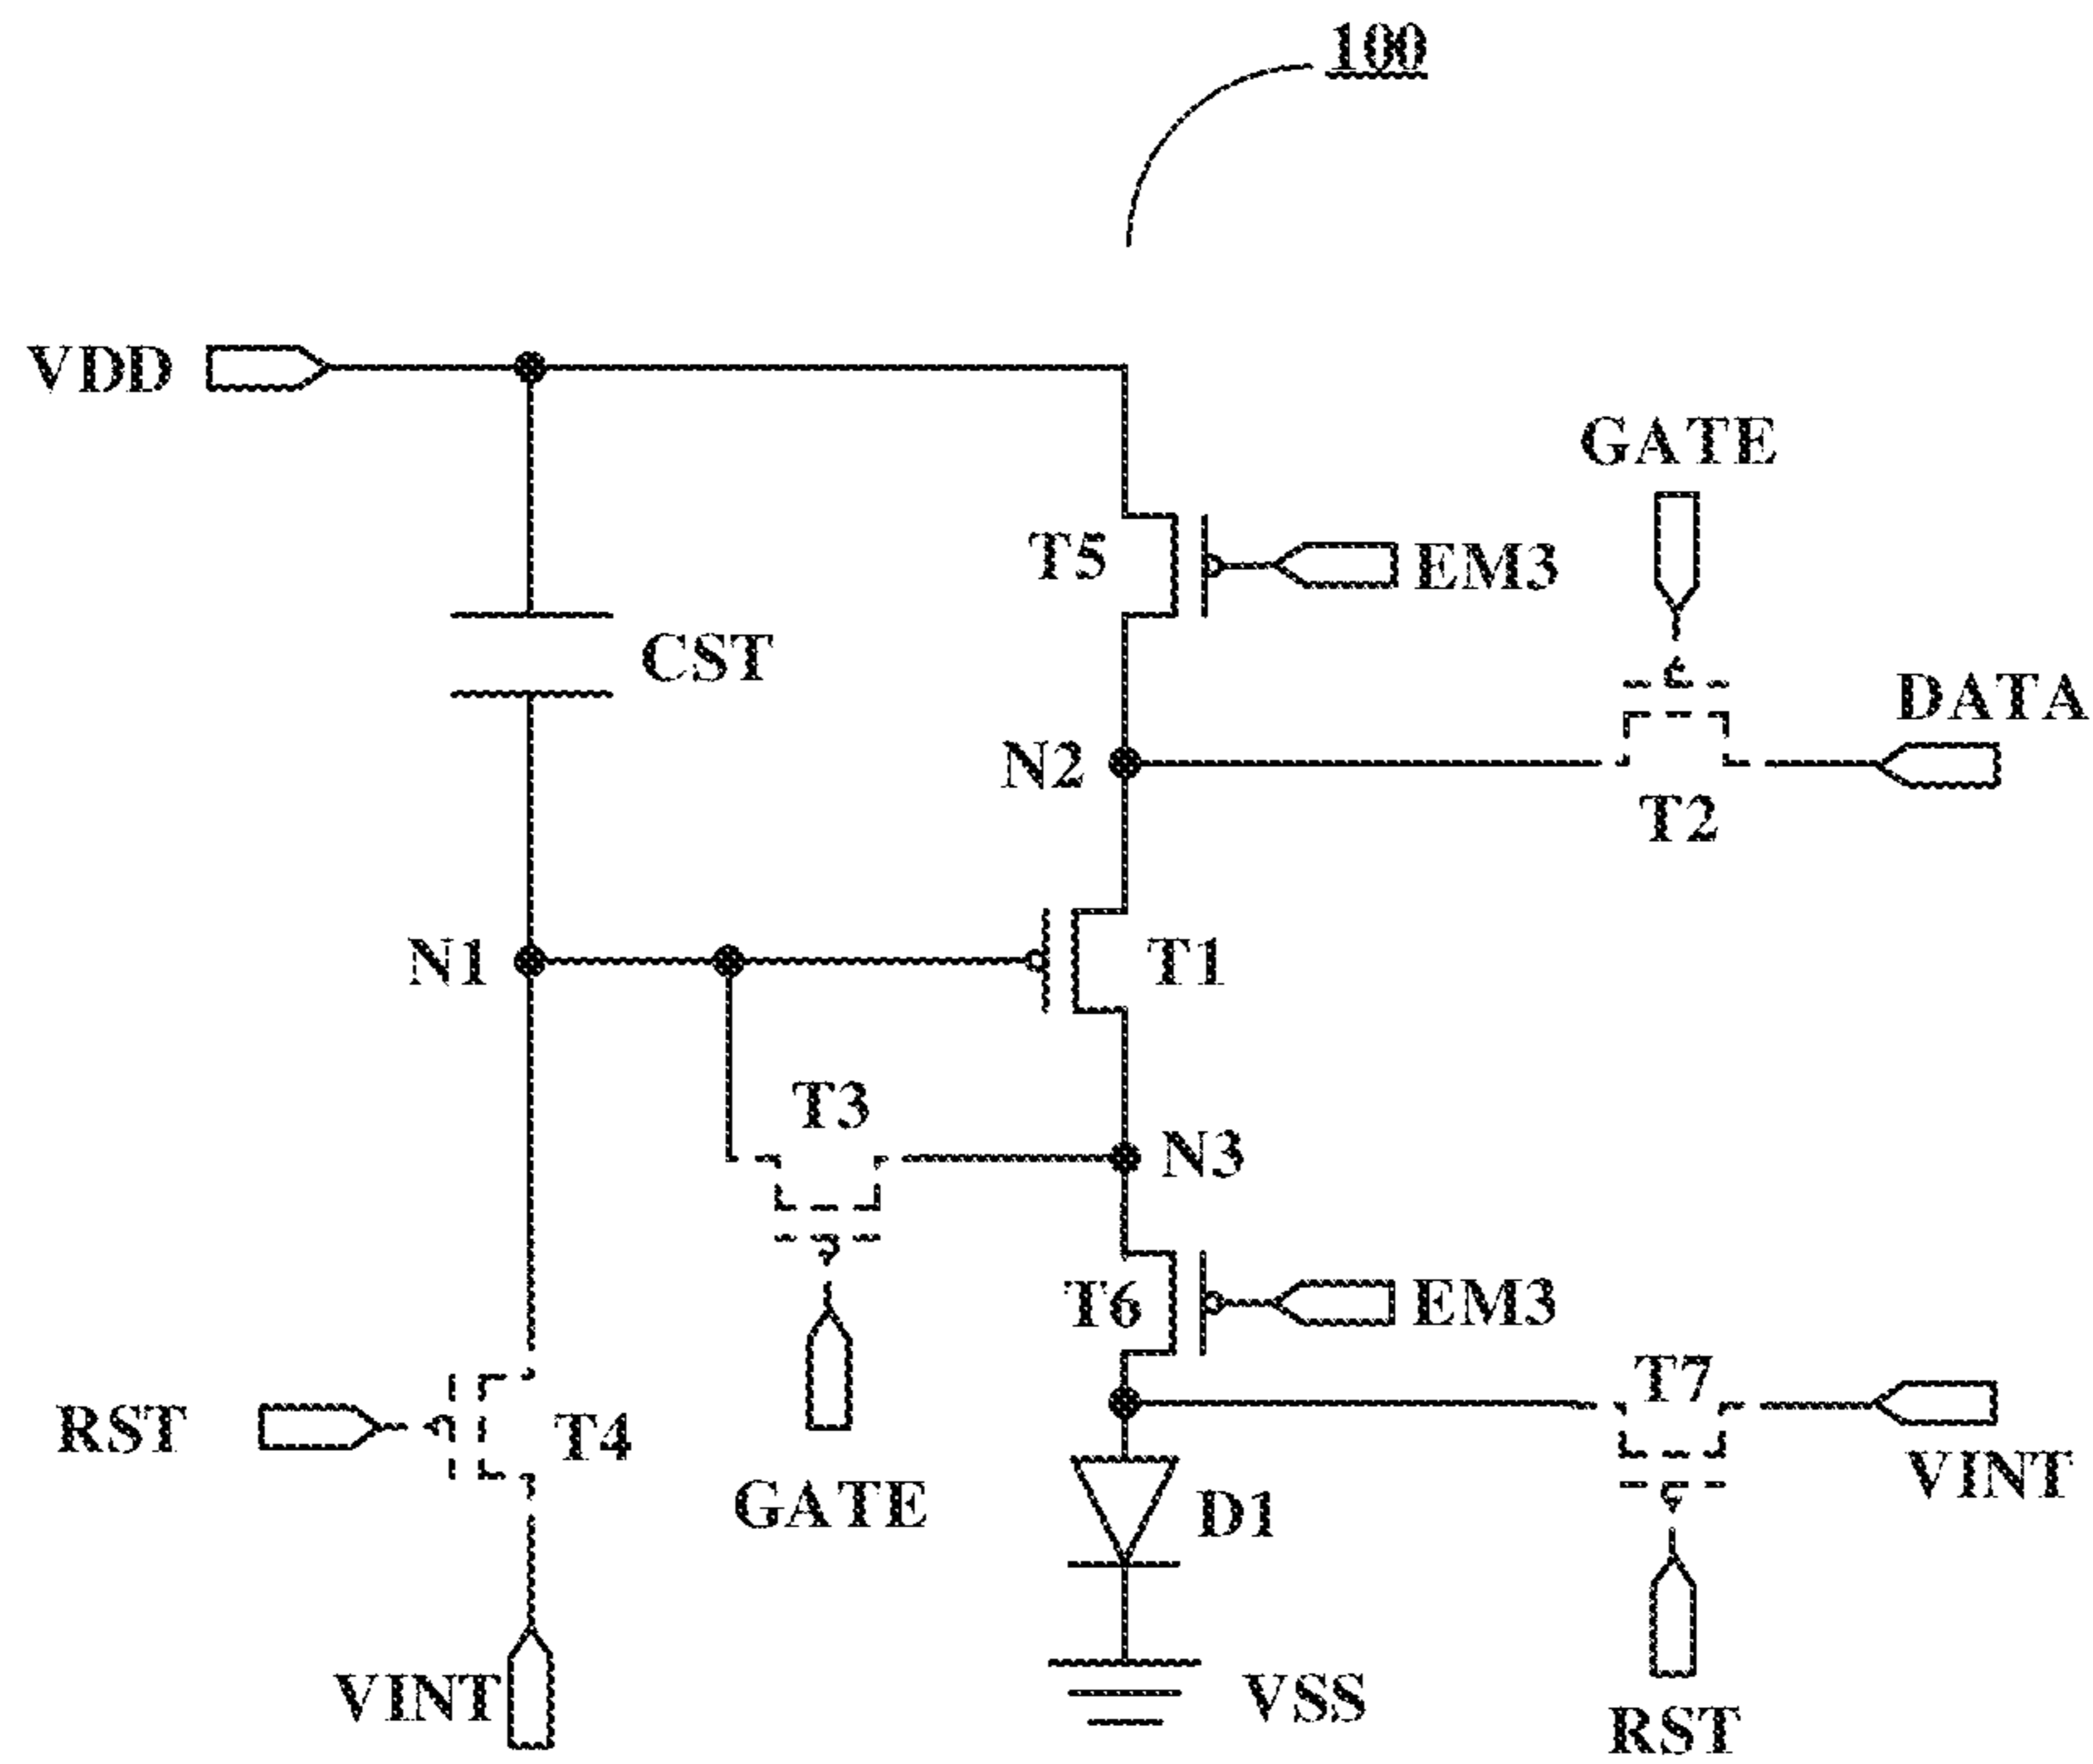 100
VDD
GATE
T5
EM3
CST
DATA
N2
T2
N1
T1
T3
N3
T6
EM3
T7
RST
T4
VINT
GATE
D1
VINT
VSS
RST